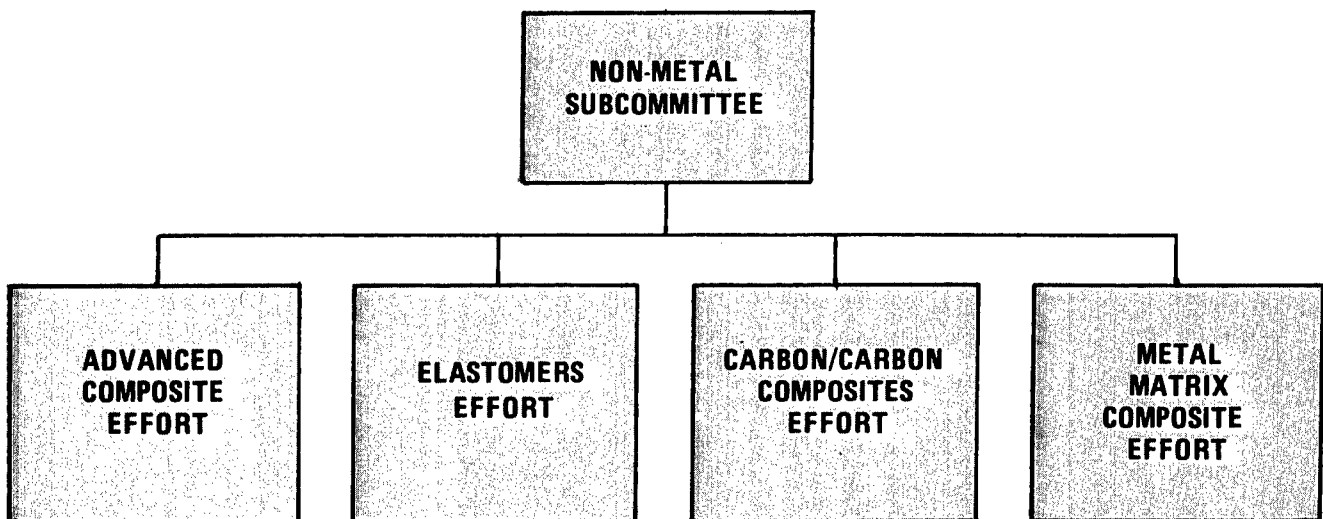 NON-METAL
SUBCOMMITTEE
ADVANCED
COMPOSITE
EFFORT
ELASTOMERS
EFFORT
CARBON/CARBON
COMPOSITES
EFFORT
METAL
MATRIX
COMPOSITE
EFFORT